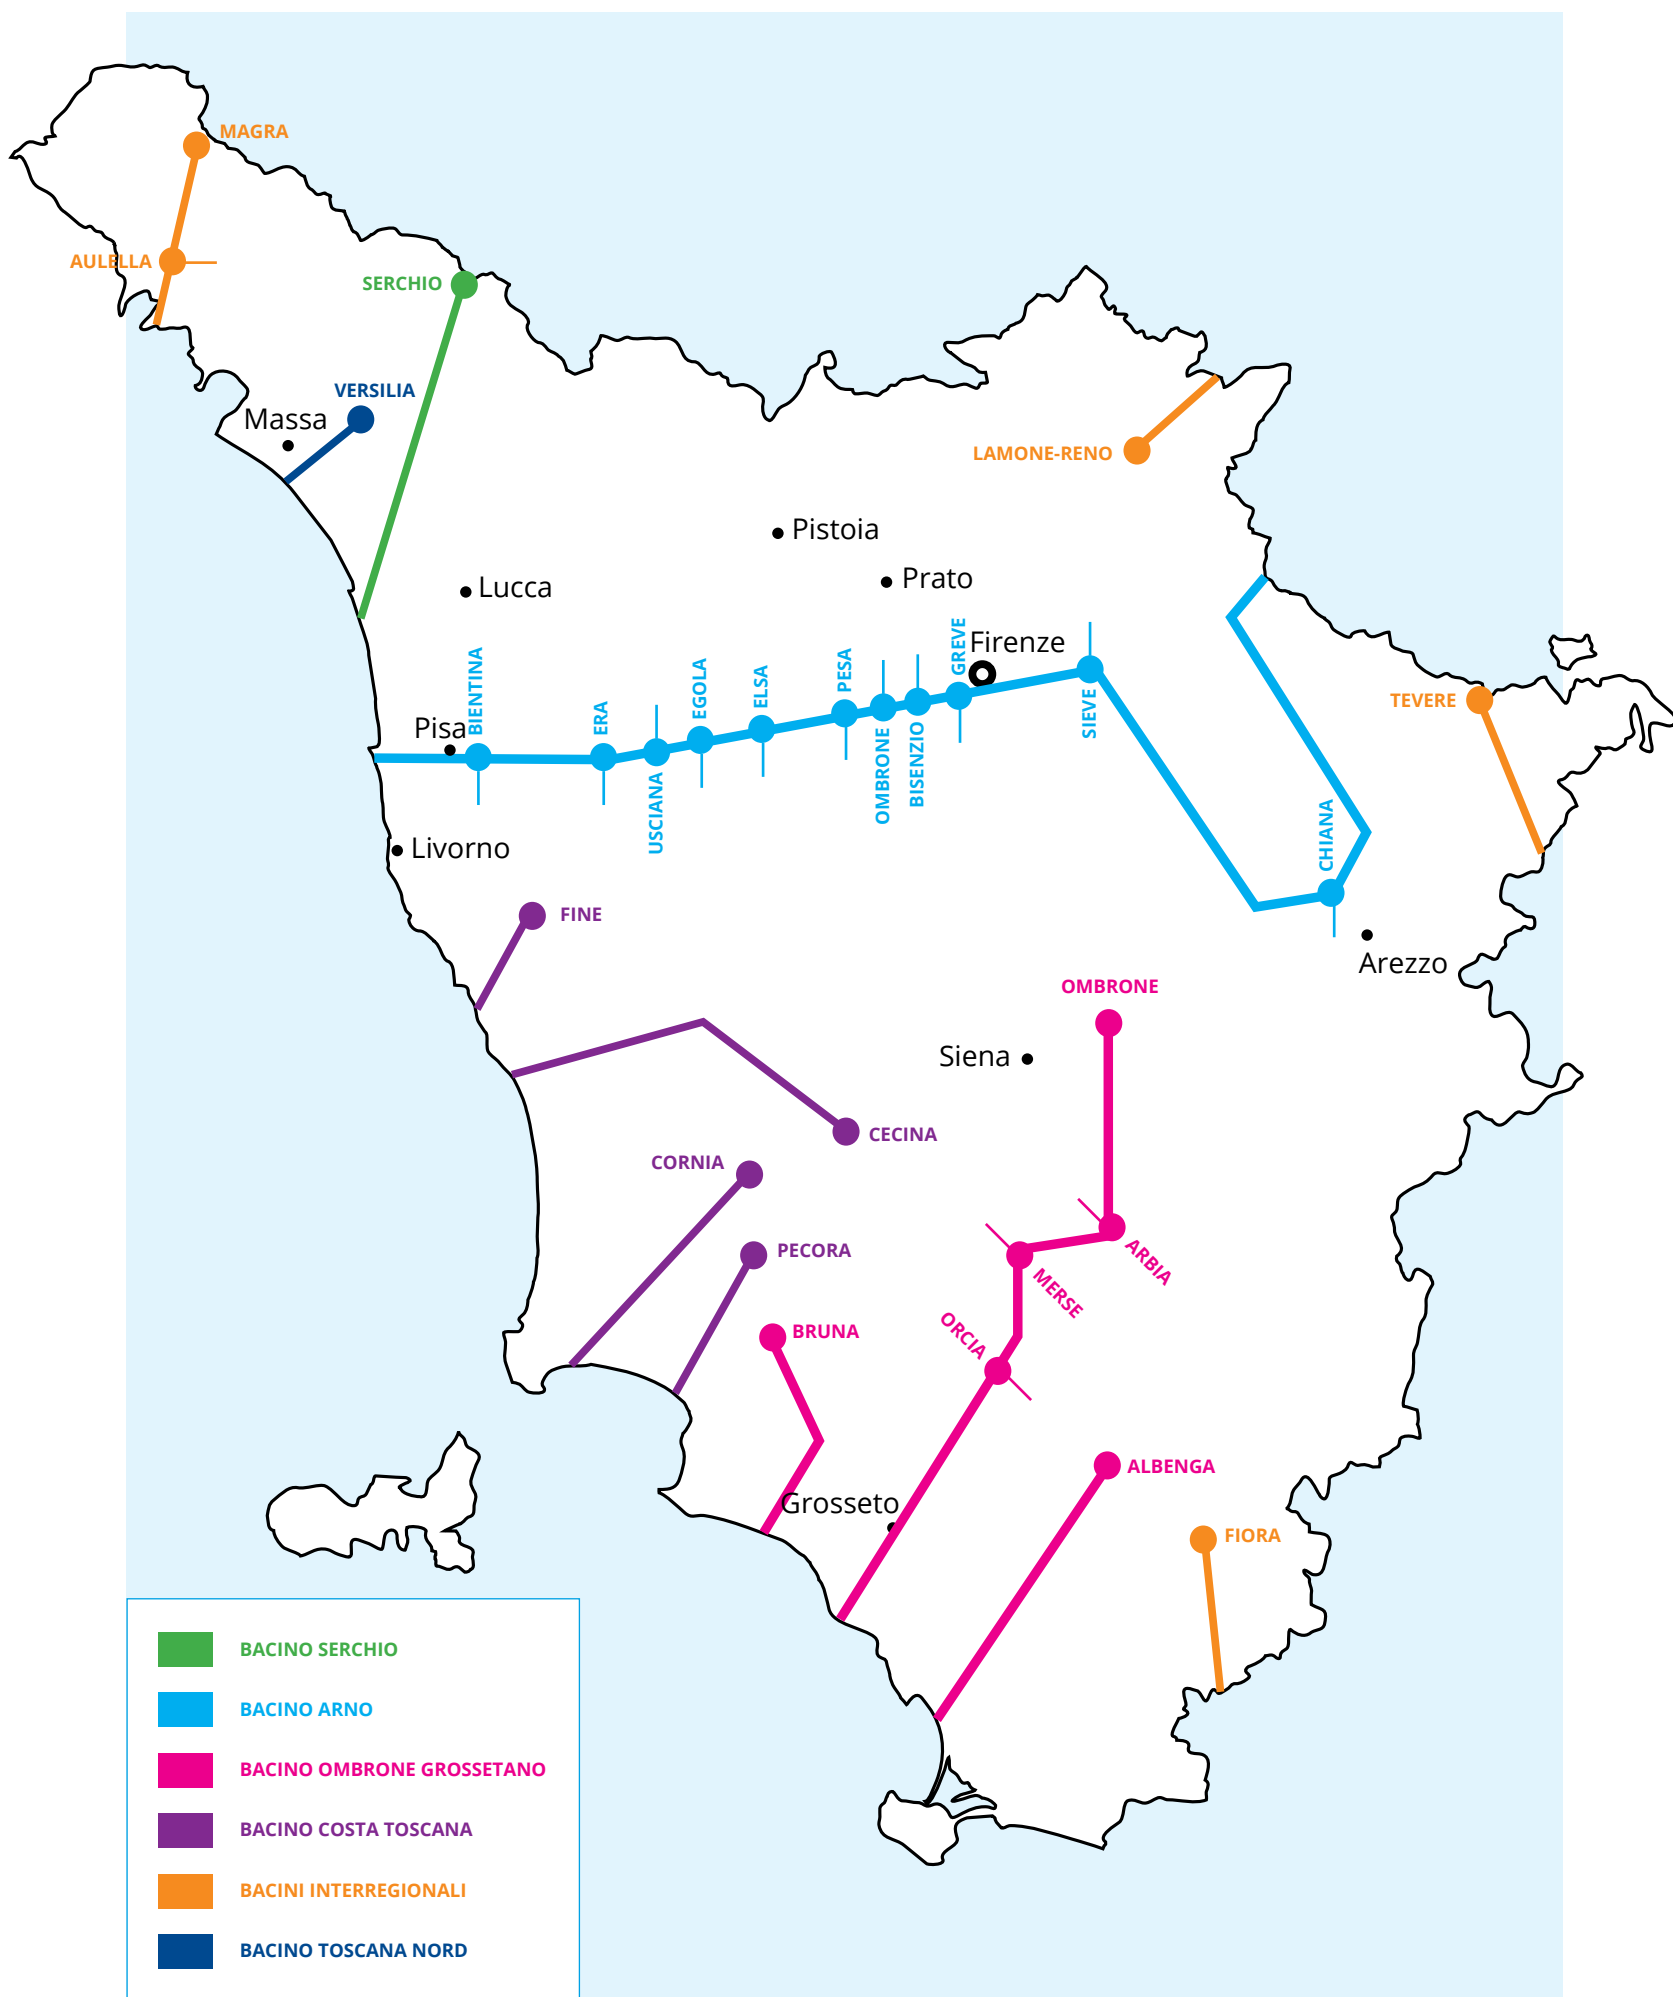 MAGRA
AULELLA
SERCHIO
VERSILIA
Massa
LAMONE-RENO
Pistoia
Prato
Lucca
Firenze
GREVE
BIENTINA
EGOLA
ELSA
PESA
ERA
SIEVE
TEVERE
Pisa
USCIANA
OMBRONE
BISENZIO
CHIANA
Livorno
FINE
Arezzo
OMBRONE
Siena
CECINA
CORNIA
PECORA
ARBIA
MERSE
ORCIA
BRUNA
ALBENGA
Grosseto
FIORA
BACINO SERCHIO
BACINO ARNO
BACINO OMBRONE GROSSETANO
BACINO COSTA TOSCANA
BACINI INTERREGIONALI
BACINO TOSCANA NORD